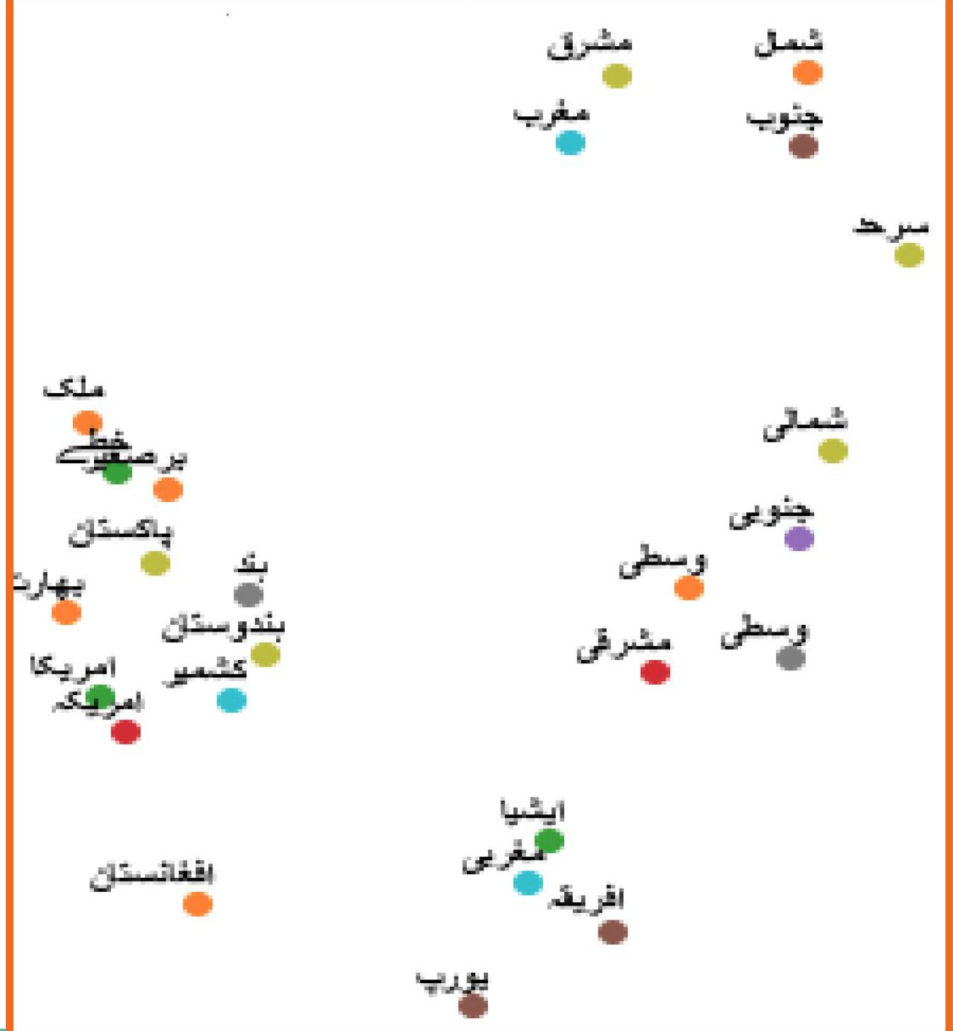 شمال
مشرق
جنوب
مغرب
سرحد
ملک
شمالی
خطے
برصغیر
جنوبی
پاکستان
وسطی
ہند
بھارت
وسطی
ہندوستان
مشرقی
کشمیر
امریکا
امریکہ
ایشیا
مغربی
افغانستان
افریقہ
یورپ